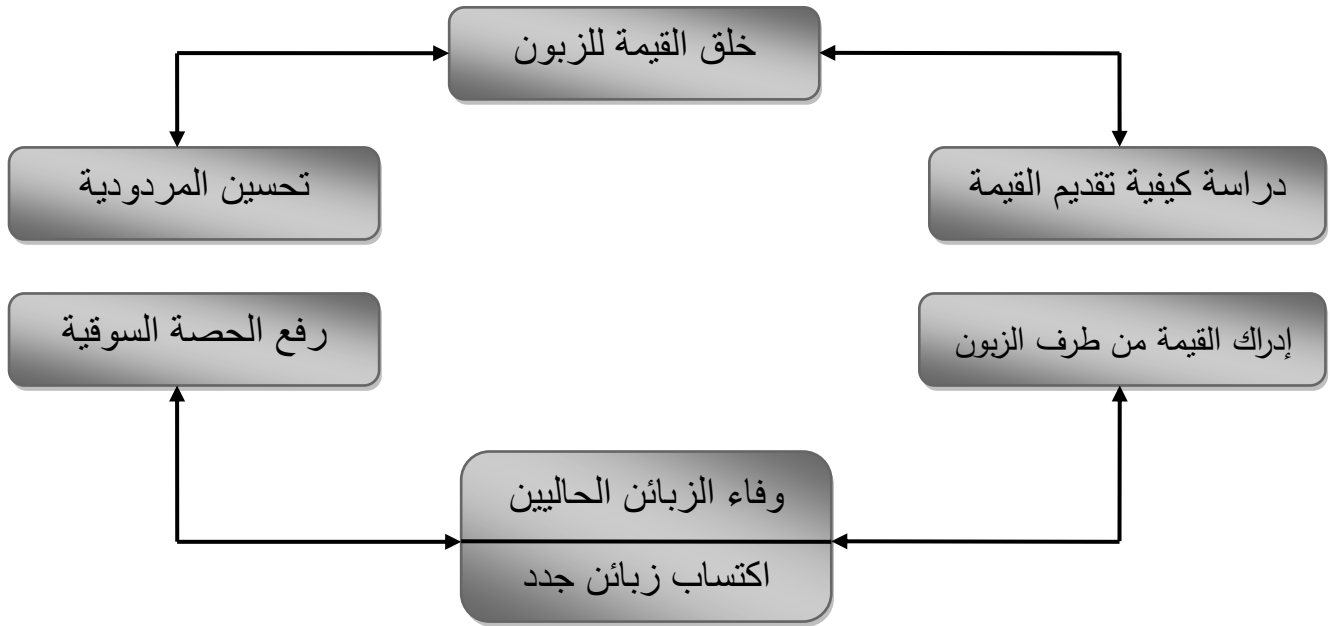 خلق القيمة للزبون
دراسة كيفية تقديم القيمة
تحسين المردودية
إدراك القيمة من طرف الزبون
رفع الحصة السوقية
وفاء الزبائن الحاليين
اكتساب زبائن جدد